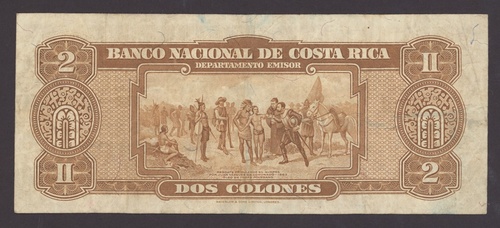 BANCO NACIONAL DE COSTA RICA
DEPARTAMENTO EMISOR
2
II
II
2
DOS COLONES